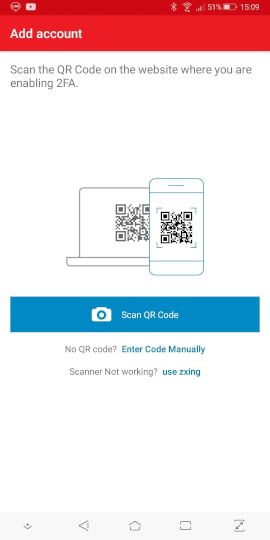 51% 15:09
Add account
Scan the QR Code on the website where you are
enabling 2FA.
Scan QR Code
No QR code? Enter Code Manually
Scanner Not working? use zxing